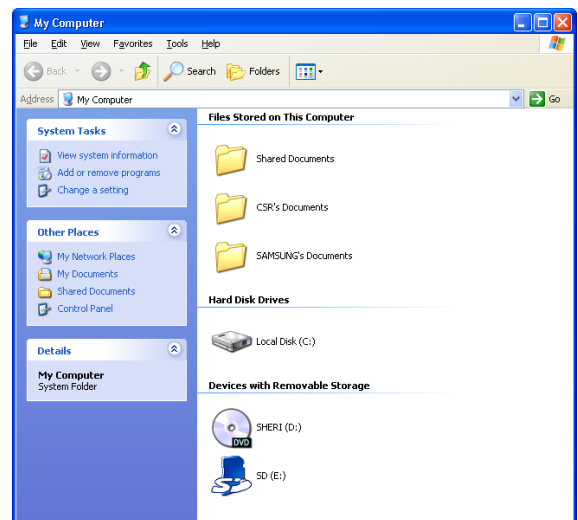 My Computer
File Edit View Favorites Tools Help
Back Search Folders
Address My Computer Go
System Tasks
View system information
Add or remove programs
Change a setting
Other Places
My Network Places
My Documents
Shared Documents
Control Panel
Details
My Computer
System Folder
Files Stored on This Computer
Shared Documents
CSR's Documents
SAMSUNG's Documents
Hard Disk Drives
Local Disk (C:)
Devices with Removable Storage
DVD
SHERI (D:)
SD (E:)